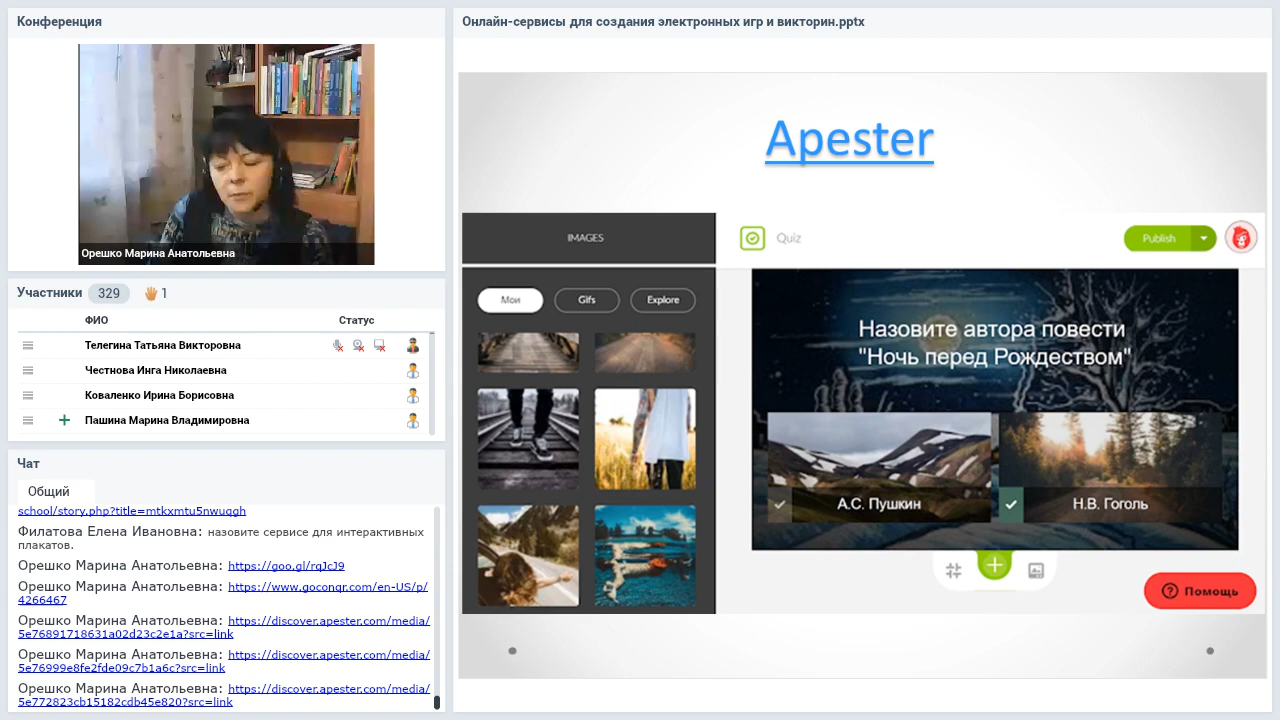 Конференция
Орешко Марина Анатольевна
Участники 329 1
ФИО Статус
Телегина Татьяна Викторовна
Честнова Инга Николаевна
Коваленко Ирина Борисовна
Пашина Марина Владимировна
Чат
Общий
school/story.php?title=mtkxmtu5nwuqgh
Филатова Елена Ивановна: назовите сервисе для интерактивных
плакатов.
Орешко Марина Анатольевна: https://goo.gl/rqJcJ9
Орешко Марина Анатольевна: https://www.goconqr.com/en-US/p/
4266467
Орешко Марина Анатольевна: https://discover.apester.com/media/
5e76891718631a02d23c2e1a?src=link
Орешко Марина Анатольевна: https://discover.apester.com/media/
5e76999e8fe2fde09c7b1a6c?src=link
Орешко Марина Анатольевна: https://discover.apester.com/media/
5e772823cb15182cdb45e820?src=link
Онлайн-сервисы для создания электронных игр и викторин.pptx
Apester
IMAGES
Мои Gifs Explore
Quiz
Publish
Назовите автора повести
"Ночь перед Рождеством"
А.С. Пушкин
Н.В. Гоголь
Помощь